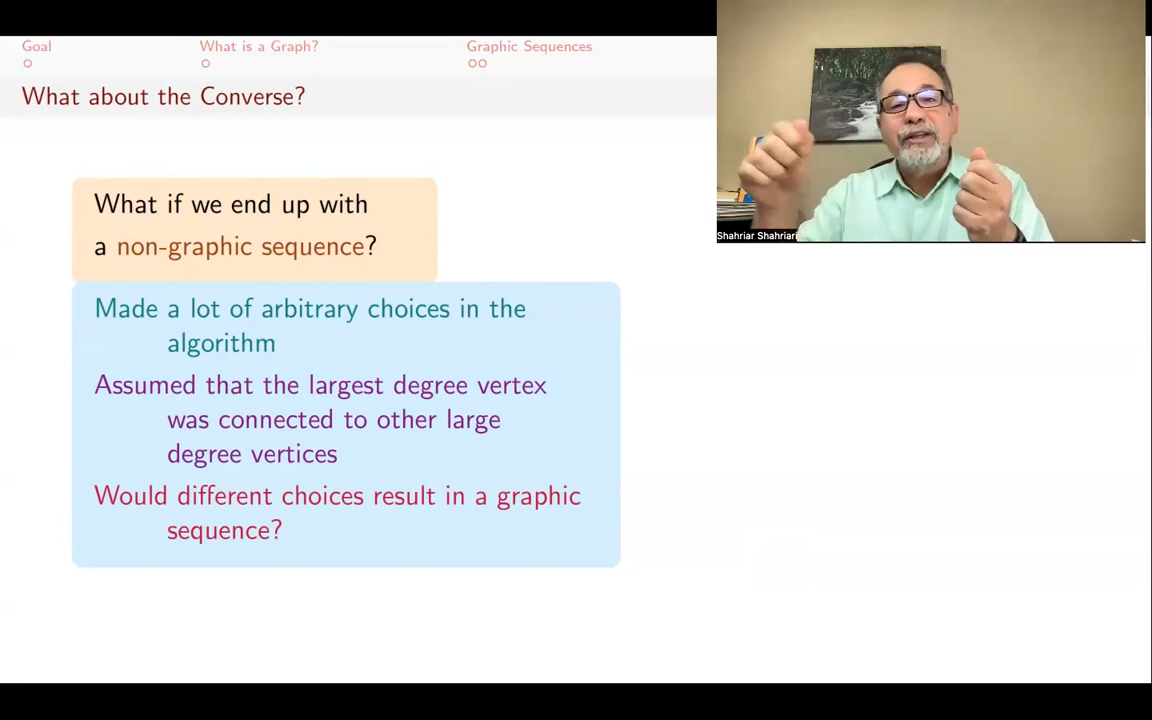 Goal
What is a Graph?
Graphic Sequences
What about the Converse?
What if we end up with
a non-graphic sequence?
Made a lot of arbitrary choices in the
algorithm
Assumed that the largest degree vertex
was connected to other large
degree vertices
Would different choices result in a graphic
sequence?
Shahriar Shahriari